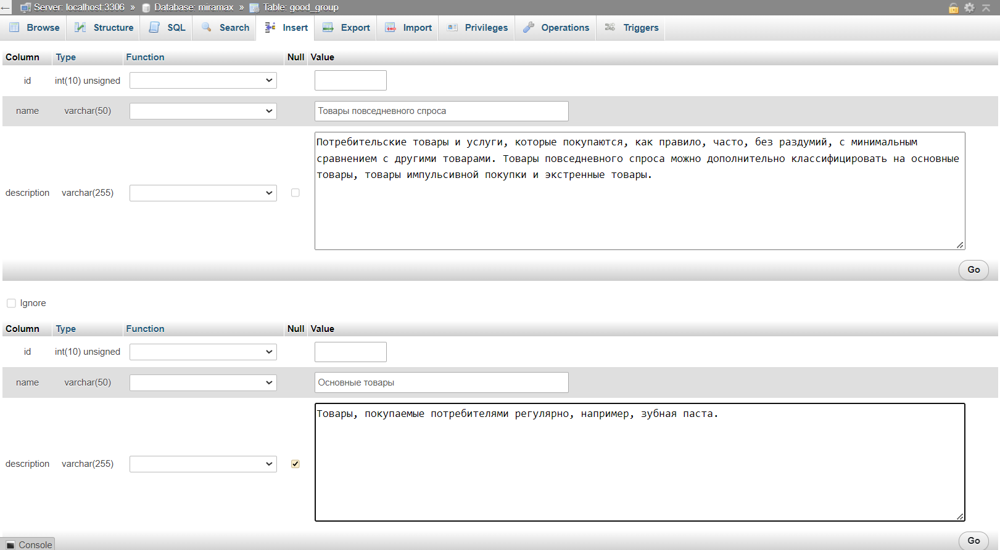 Server: localhost:3306 » Database: miramax » Table: good_group
Browse Structure SQL Search Insert Export Import Privileges Operations Triggers
Column Type Function Null Value
id int(10) unsigned
name varchar(50) Товары повседневного спроса
Потребительские товары и услуги, которые покупаются, как правило, часто, без раздумий, с минимальным
сравнением с другими товарами. Товары повседневного спроса можно дополнительно классифицировать на основные
товары, товары импульсивной покупки и экстренные товары.
description varchar(255)
Go
Ignore
Column Type Function Null Value
id int(10) unsigned
name varchar(50) Основные товары
Товары, покупаемые потребителями регулярно, например, зубная паста.
description varchar(255)
Go
Console